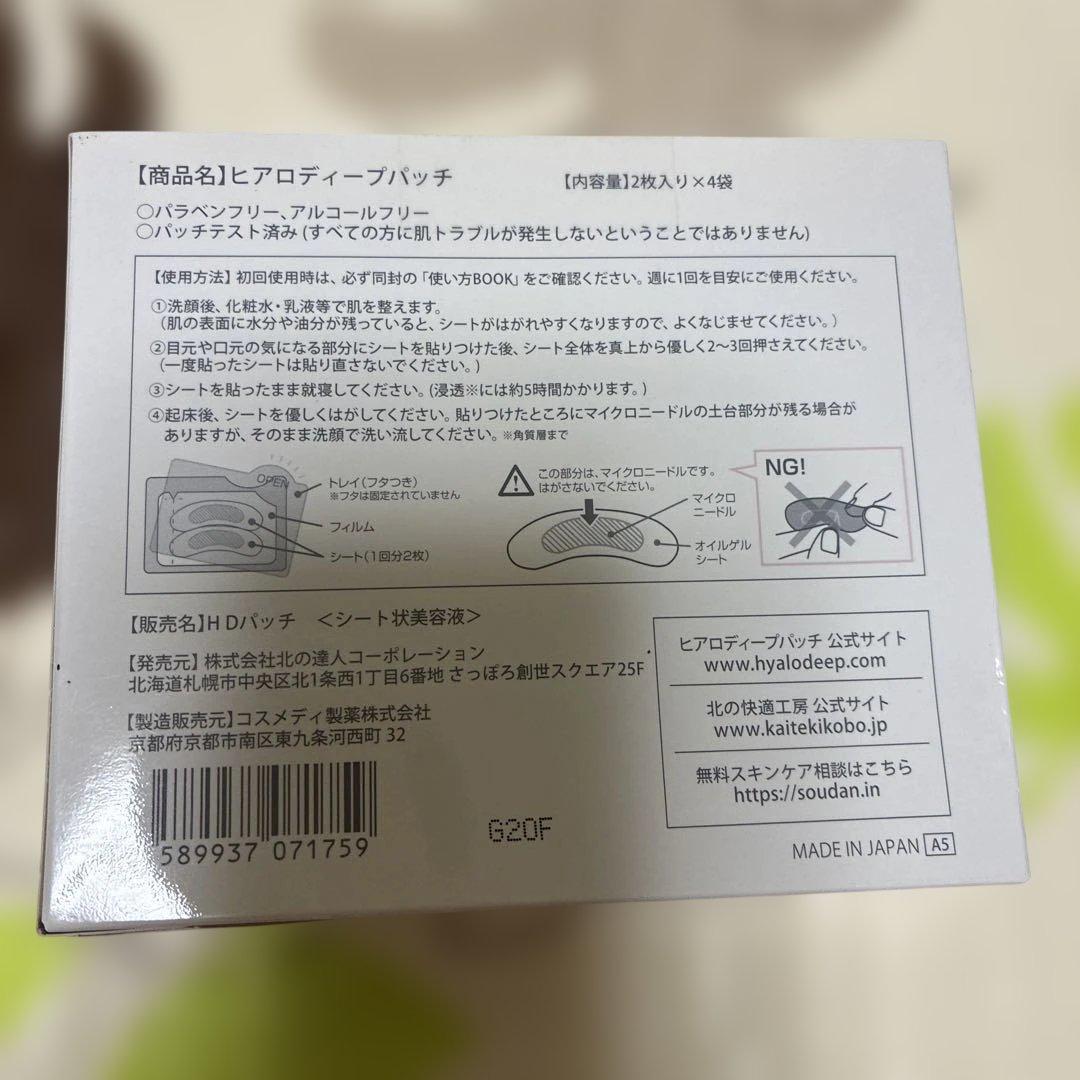 【商品名】ヒアロディープパッチ
【内容量】2枚入り×4袋
○パラベンフリー、アルコールフリー
○パッチテスト済み (すべての方に肌トラブルが発生しないということではありません)
【使用方法】初回使用時は、必ず同封の「使い方BOOK」をご確認ください。週に1回を目安にご使用ください。
①洗顔後、化粧水・乳液等で肌を整えます。
(肌の表面に水分や油分が残っていると、シートがはがれやすくなりますので、よくなじませてください。)
②目元や口元の気になる部分にシートを貼りつけた後、シート全体を真上から優しく2〜3回押さえてください。
(一度貼ったシートは貼り直さないでください。)
③シートを貼ったまま就寝してください。(浸透※には約5時間かかります。)
④起床後、シートを優しくはがしてください。貼りつけたところにマイクロニードルの土台部分が残る場合が
ありますが、そのまま洗顔で洗い流してください。※角質層まで
OPEN
トレイ(フタつき)
※フタは固定されていません
フィルム
シート(1回分2枚)
この部分は、マイクロニードルです。
はがさないでください。
マイクロ
ニードル
オイルゲル
シート
NG!
【販売名】H Dパッチ <シート状美容液>
【発売元】株式会社北の達人コーポレーション
北海道札幌市中央区北1条西1丁目6番地 さっぽろ創世スクエア25F
【製造販売元】コスメディ製薬株式会社
京都府京都市南区東九条河西町 32
589937 071759
G20F
ヒアロディープパッチ 公式サイト
www.hyalodeep.com
北の快適工房 公式サイト
www.kaitekikobo.jp
無料スキンケア相談はこちら
https://soudan.in
MADE IN JAPAN A5